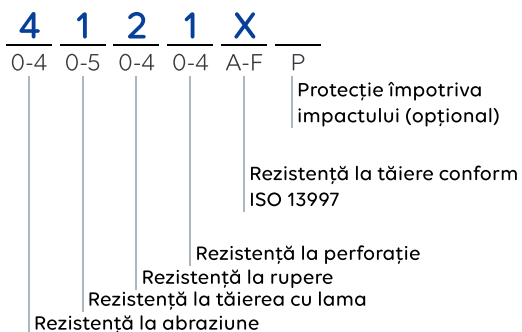 4 1 2 1 X
0-4 0-5 0-4 0-4 A-F P
Protecție împotriva
impactului (opțional)
Rezistență la tăiere conform
ISO 13997
Rezistență la perforație
Rezistență la rupere
Rezistență la tăierea cu lama
Rezistență la abraziune